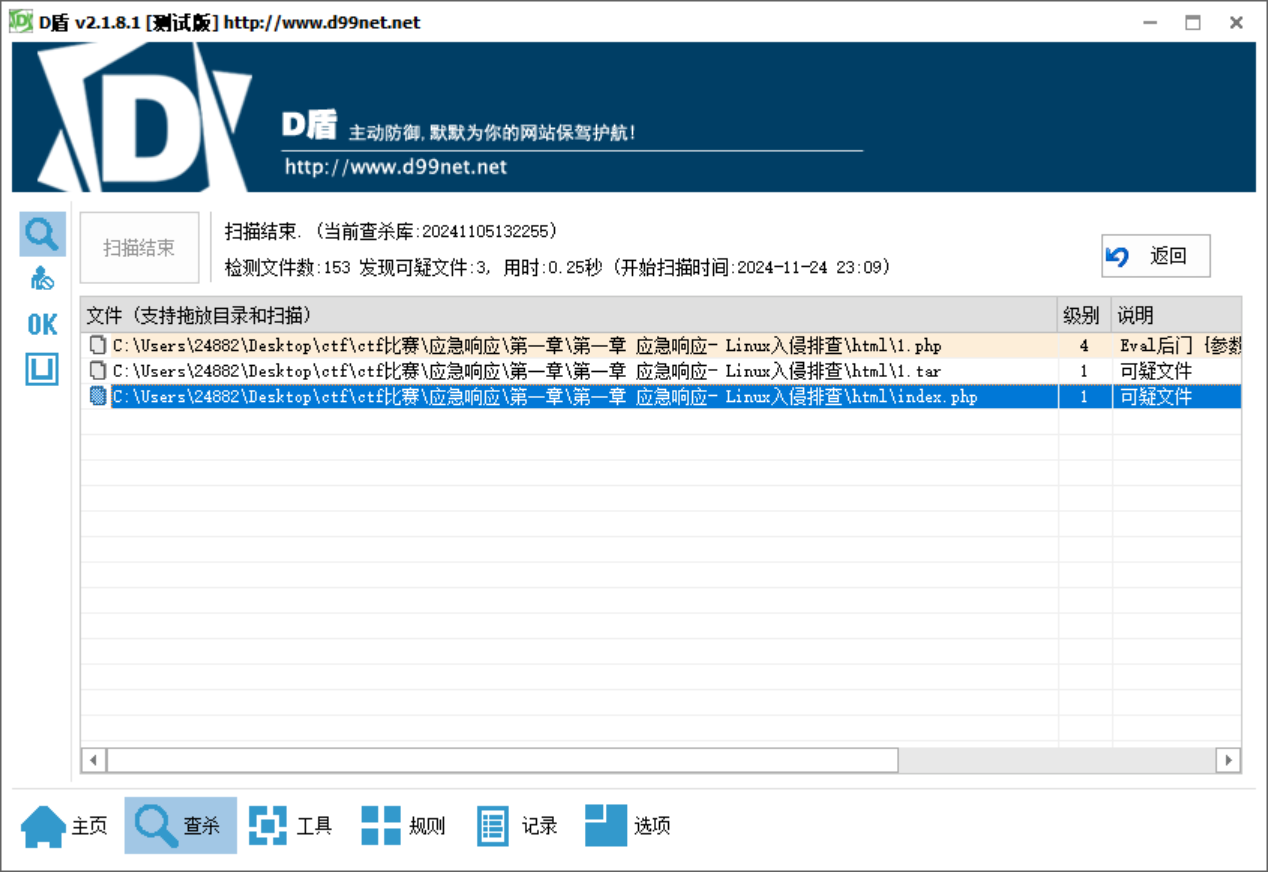 D盾 v2.1.8.1 [测试版] http://www.d99net.net
D盾 主动防御,默默为你的网站保驾护航!
http://www.d99net.net
扫描结束
扫描结束. (当前查杀库:20241105132255)
检测文件数:153 发现可疑文件:3, 用时:0.25秒 (开始扫描时间:2024-11-24 23:09)
返回
OK
文件 (支持拖放目录和扫描) 级别 说明
C:\Users\24882\Desktop\ctf\ctf比赛\应急响应\第一章\第一章 应急响应- Linux入侵排查\html\1.php 4 Eval后门 {参数
C:\Users\24882\Desktop\ctf\ctf比赛\应急响应\第一章\第一章 应急响应- Linux入侵排查\html\1.tar 1 可疑文件
C:\Users\24882\Desktop\ctf\ctf比赛\应急响应\第一章\第一章 应急响应- Linux入侵排查\html\index.php 1 可疑文件
主页 查杀 工具 规则 记录 选项